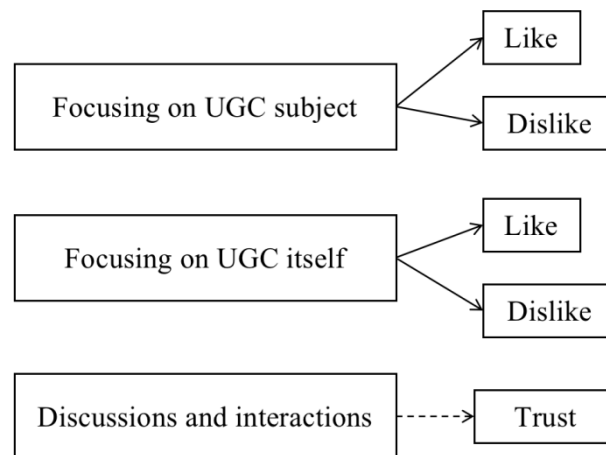 Like
Focusing on UGC subject
Dislike
Like
Focusing on UGC itself
Dislike
Discussions and interactions
Trust